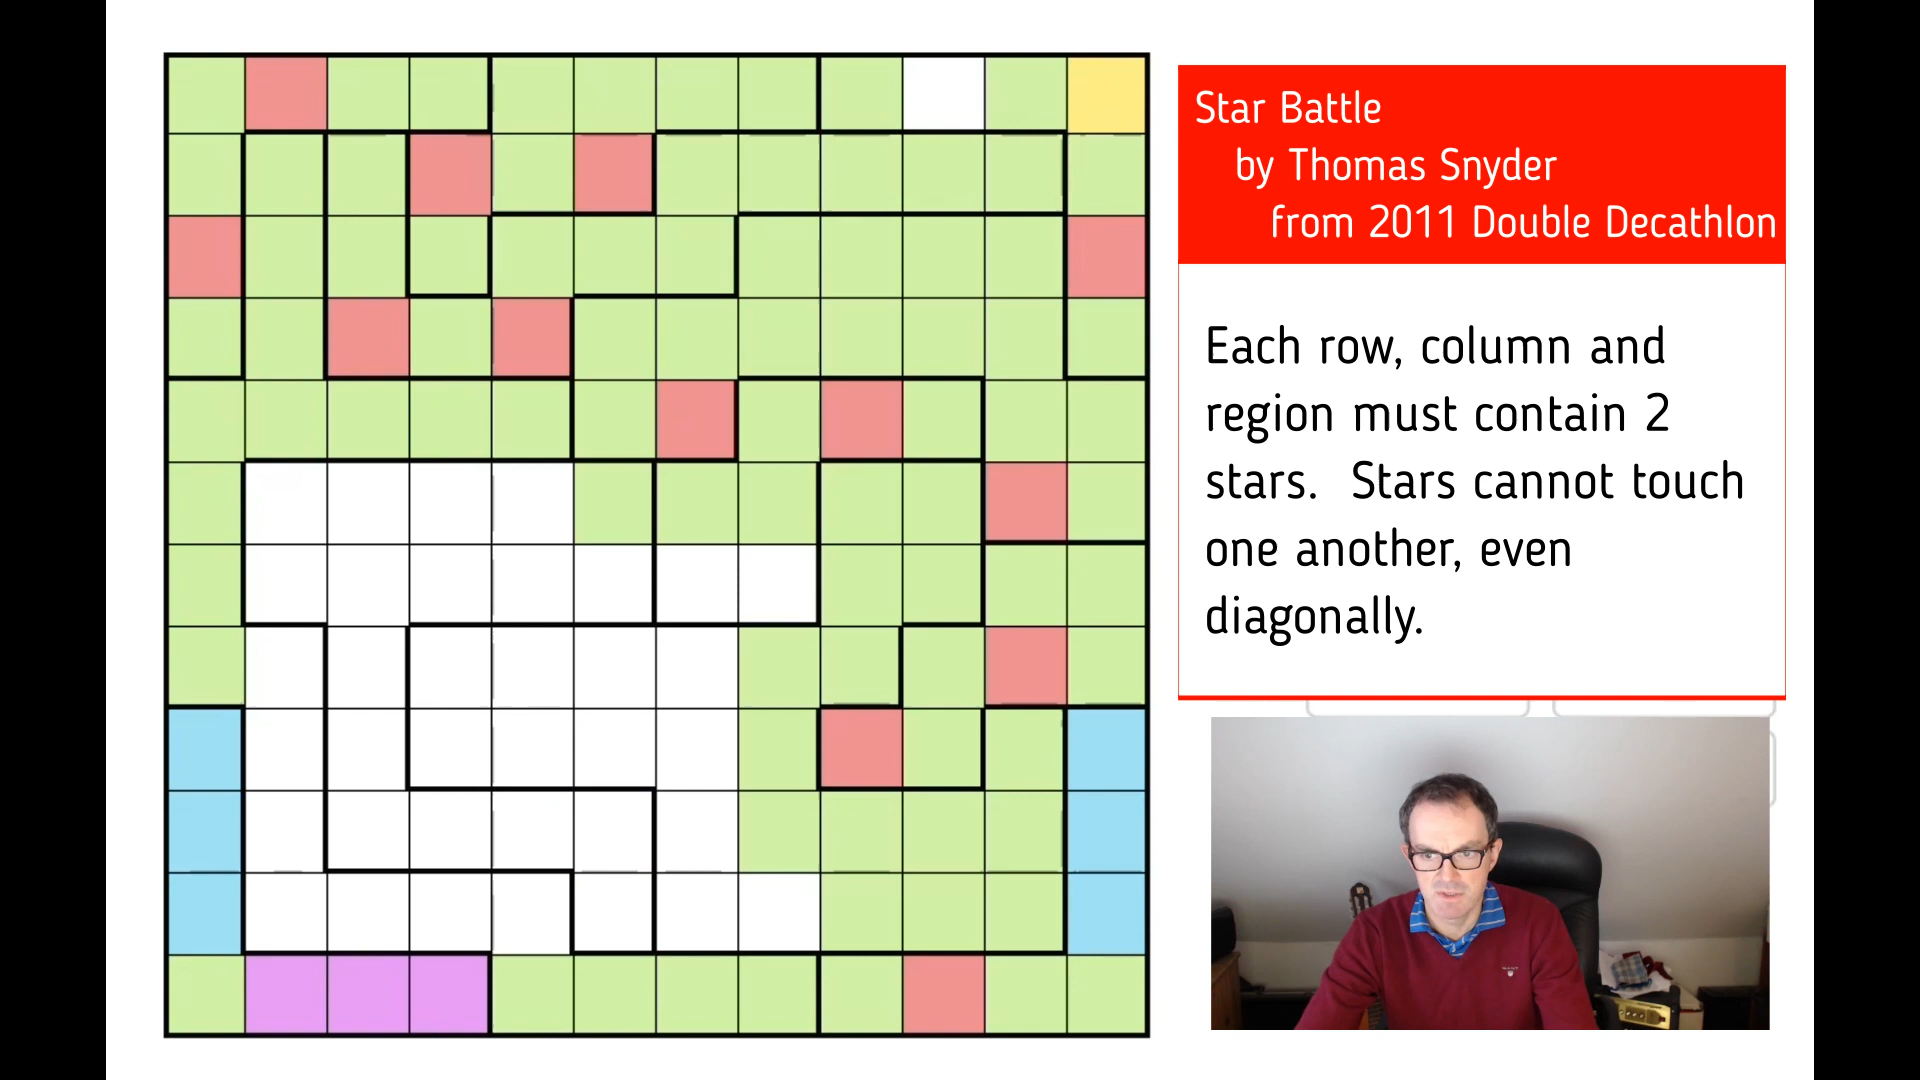 Star Battle
by Thomas Snyder
from 2011 Double Decathlon
Each row, column and
region must contain 2
stars. Stars cannot touch
one another, even
diagonally.